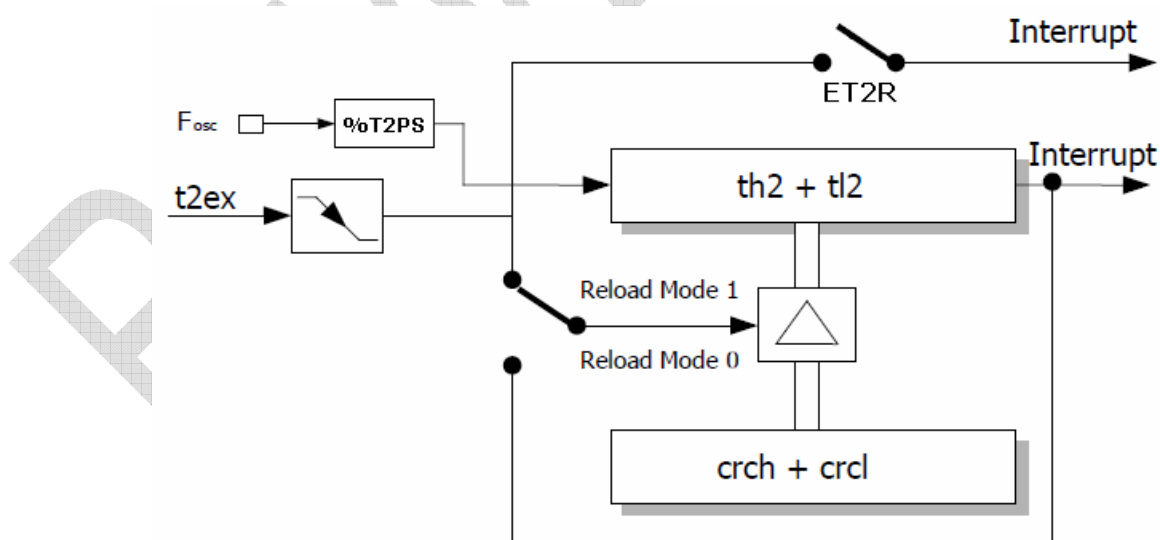 Interrupt
ET2R
Fosc
%T2PS
Interrupt
t2ex
th2 + tl2
Reload Mode 1
Reload Mode 0
crch + crcl